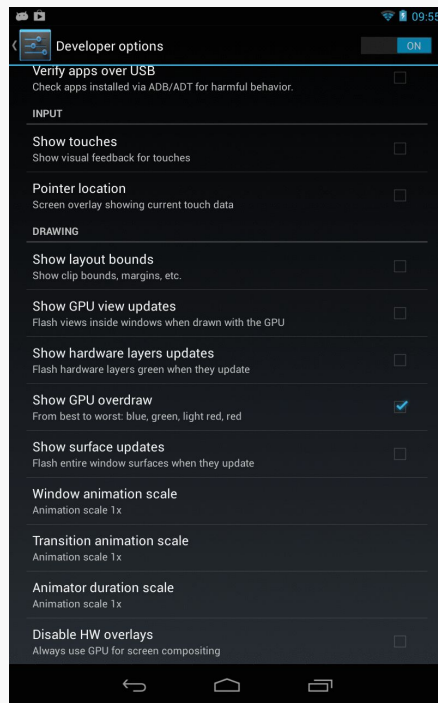 09:55
Developer options
ON
Verify apps over USB
Check apps installed via ADB/ADT for harmful behavior.
INPUT
Show touches
Show visual feedback for touches
Pointer location
Screen overlay showing current touch data
DRAWING
Show layout bounds
Show clip bounds, margins, etc.
Show GPU view updates
Flash views inside windows when drawn with the GPU
Show hardware layers updates
Flash hardware layers green when they update
Show GPU overdraw
From best to worst: blue, green, light red, red
Show surface updates
Flash entire window surfaces when they update
Window animation scale
Animation scale 1x
Transition animation scale
Animation scale 1x
Animator duration scale
Animation scale 1x
Disable HW overlays
Always use GPU for screen compositing